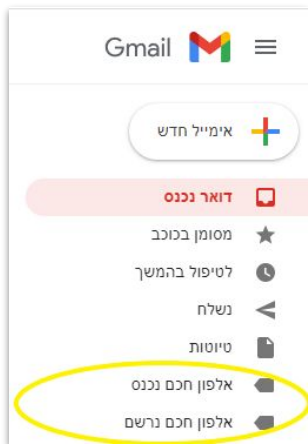 Gmail
אימייל חדש
דואר נכנס
מסומן בכוכב
לטיפול בהמשך
נשלח
טיוטות
אלפון חכם נכנס
אלפון חכם נרשם